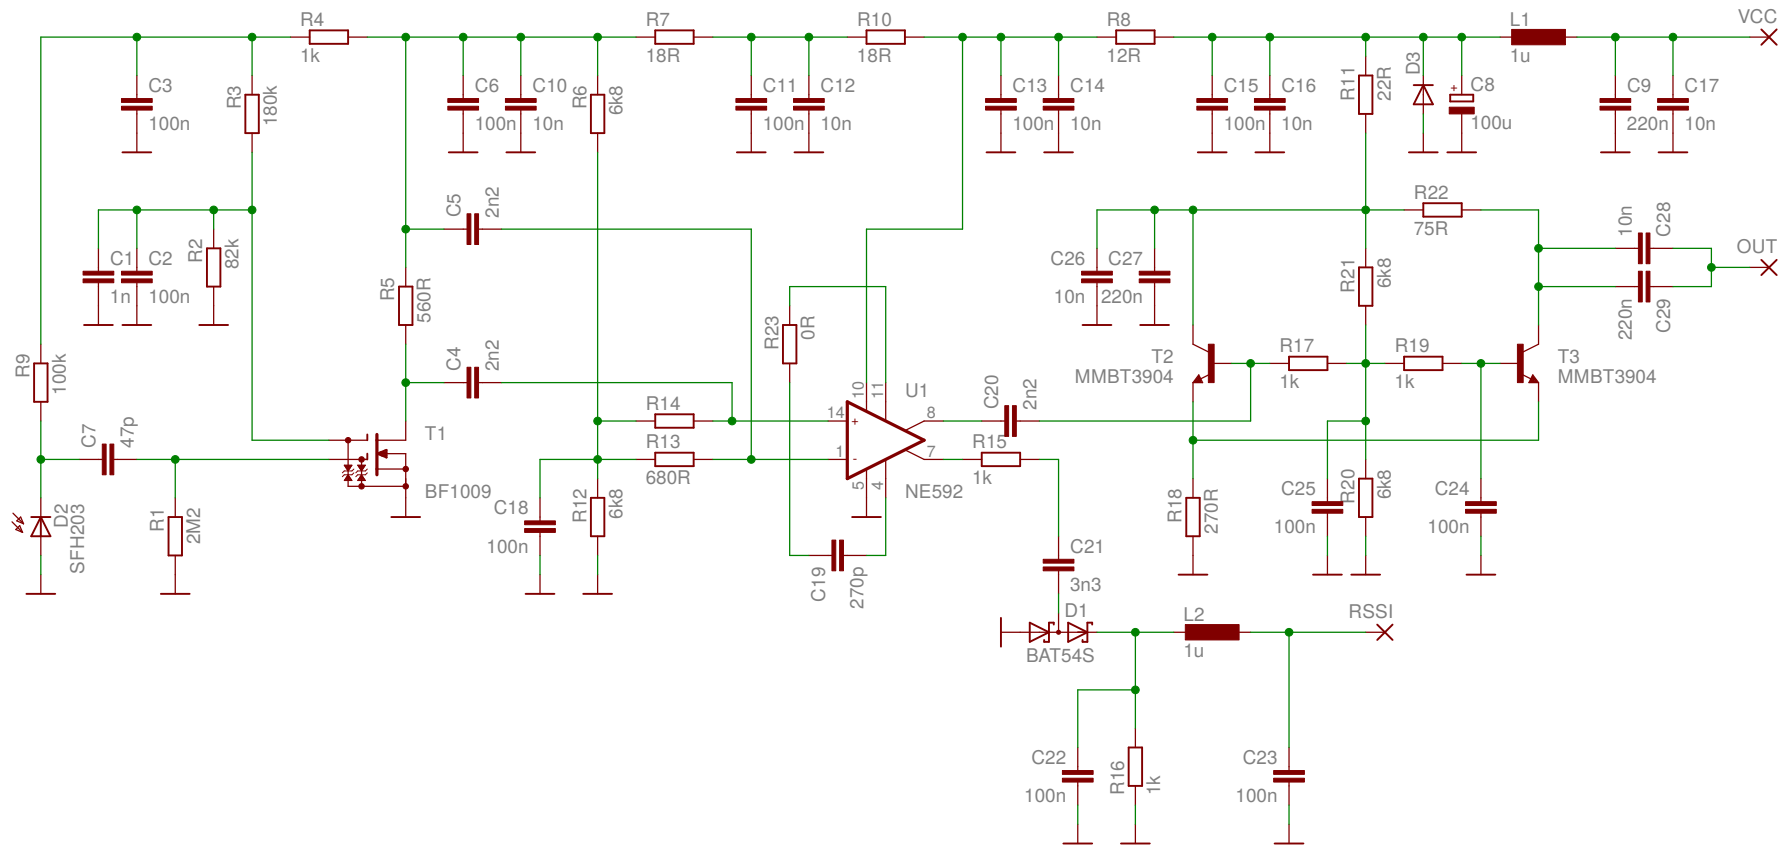 R4
1k
R7
18R
R10
18R
R8
12R
L1
1u
VCC
C3
100n
R3
180k
C6
100n
C10
10n
R6
6k8
C11
100n
C12
10n
C13
100n
C14
10n
C15
100n
C16
10n
R11
22R
D3
+
C8
100u
C9
220n
C17
10n
C1
1n
C2
100n
R2
82k
C5
2n2
R5
560R
C4
2n2
R23
0R
C26
10n
C27
220n
R21
6k8
R22
75R
10n
C28
OUT
220n
C29
R9
100k
C7
47p
T1
BF1009
R14
R13
680R
14
+
1
-
10
11
U1
8
7
5
4
NE592
C20
2n2
R15
1k
T2
MMBT3904
R17
1k
R19
1k
T3
MMBT3904
D2
SFH203
R1
2M2
C18
100n
R12
6k8
C19
270p
C21
3n3
R18
270R
C25
100n
R20
6k8
C24
100n
D1
BAT54S
L2
1u
RSSI
C22
100n
R16
1k
C23
100n